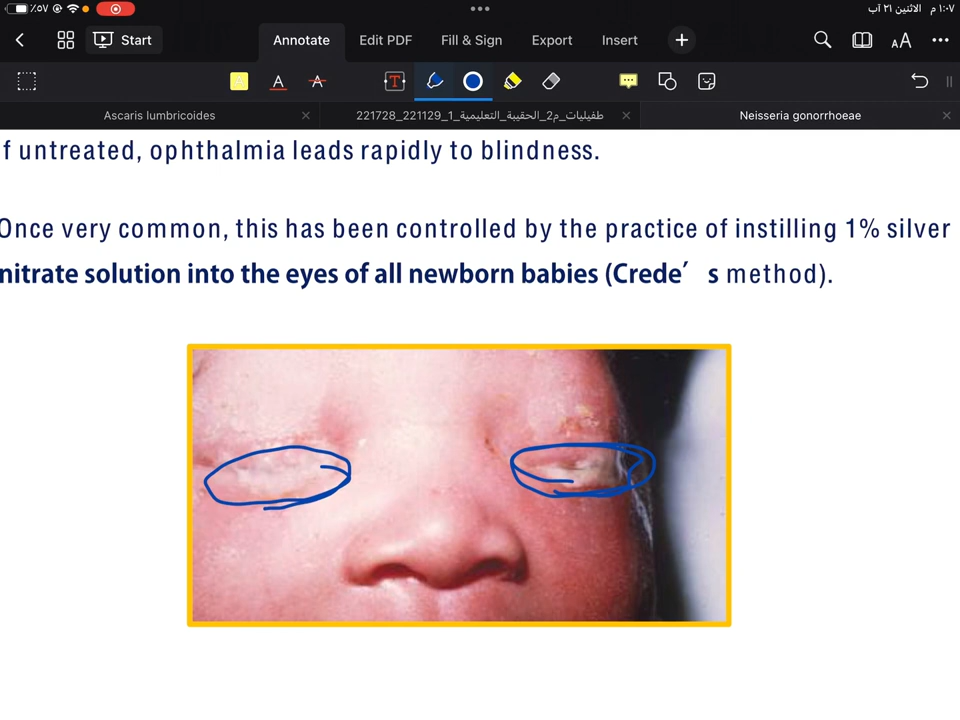 ٪٥٧ ١:٠٧ م الاثنين ٢١ آب
Start Annotate Edit PDF Fill & Sign Export Insert AA
A A T
Ascaris lumbricoides طفيليات_م2_الحقيبة_التعليمية_1_221129_221728 Neisseria gonorrhoeae
f untreated, ophthalmia leads rapidly to blindness.
Once very common, this has been controlled by the practice of instilling 1% silver
nitrate solution into the eyes of all newborn babies (Crede′ s method).